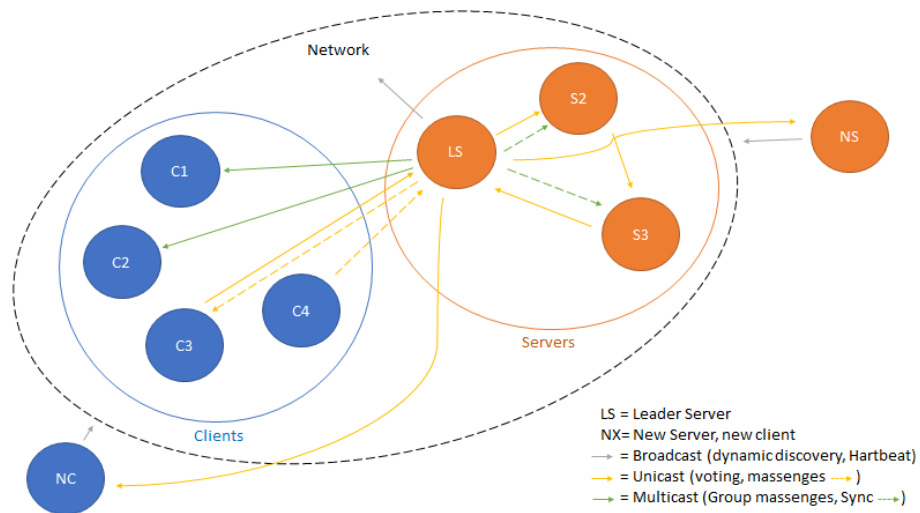 Network
S2
NS
LS
C1
S3
C2
C4
C3
Servers
Clients
NC
LS = Leader Server
NX= New Server, new client
= Broadcast (dynamic discovery, Hartbeat)
= Unicast (voting, massenges )
= Multicast (Group massenges, Sync )